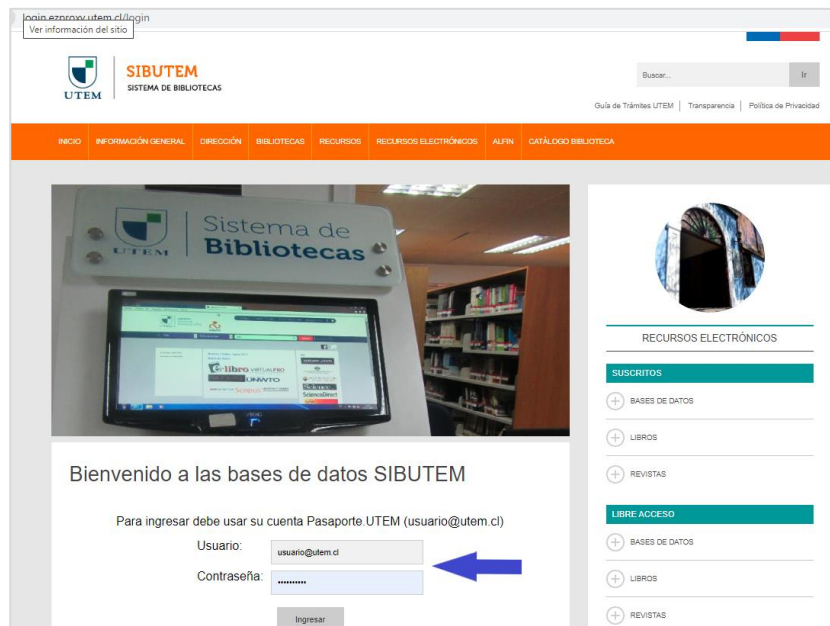 login.ezproxy.utem.cl/login
Ver información del sitio
UTEM
SIBUTEM
SISTEMA DE BIBLIOTECAS
Buscar...
Ir
Guía de Trámites UTEM | Transparencia | Política de Privacidad
INICIO INFORMACIÓN GENERAL DIRECCIÓN BIBLIOTECAS RECURSOS RECURSOS ELECTRÓNICOS ALFIN CATÁLOGO BIBLIOTECA
UTEM
Sistema de
Bibliotecas
e-libro VIRTUALPRO
UNWTO
Science
ScienceDirect
RECURSOS ELECTRÓNICOS
SUSCRITOS
BASES DE DATOS
LIBROS
REVISTAS
LIBRE ACCESO
BASES DE DATOS
LIBROS
REVISTAS
Bienvenido a las bases de datos SIBUTEM
Para ingresar debe usar su cuenta Pasaporte.UTEM (usuario@utem.cl)
Usuario:
usuario@utem.cl
Contraseña:
••••••••••
Ingresar